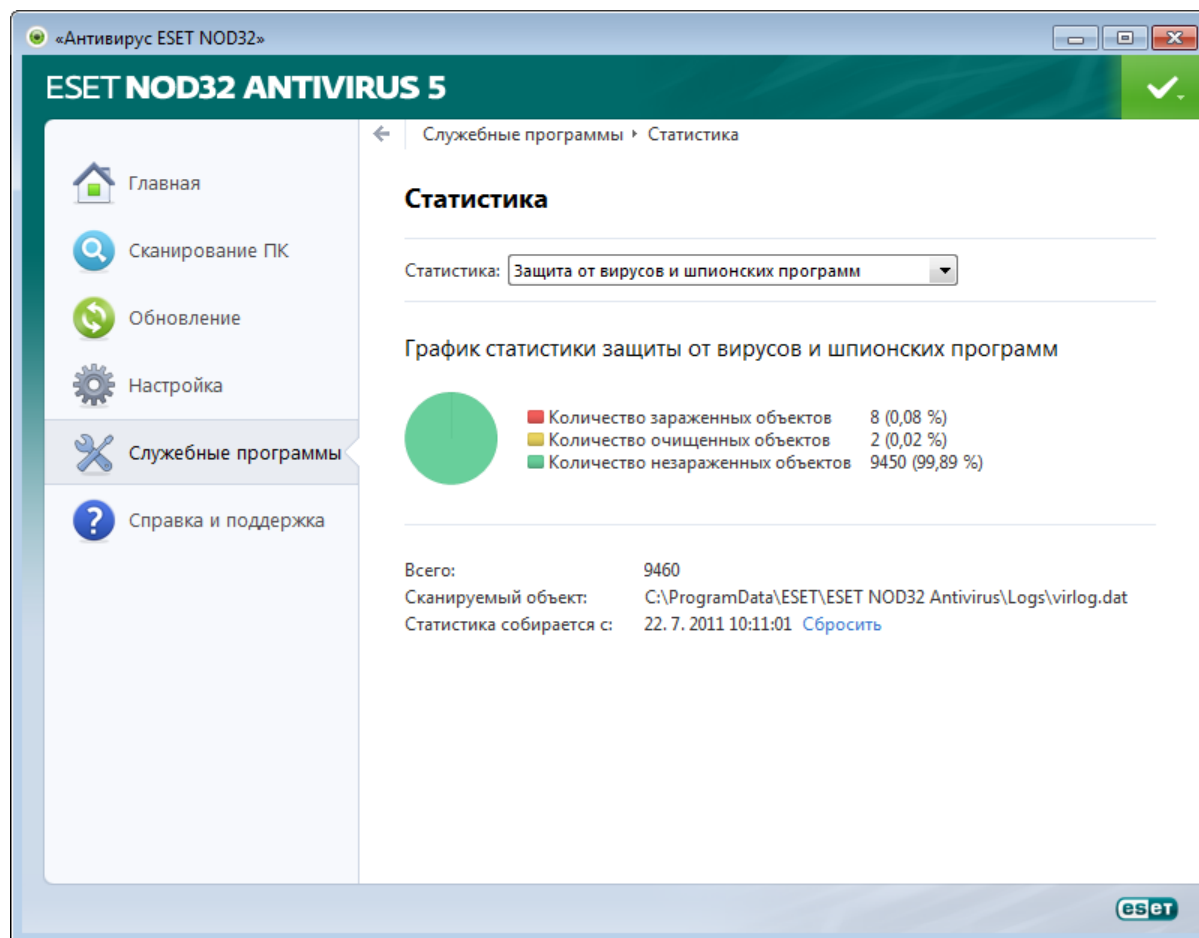 «Антивирус ESET NOD32»
ESET NOD32 ANTIVIRUS 5
Служебные программы Статистика
Главная
Сканирование ПК
Обновление
Настройка
Служебные программы
Справка и поддержка
Статистика
Статистика: Защита от вирусов и шпионских программ
График статистики защиты от вирусов и шпионских программ
Количество зараженных объектов 8 (0,08 %)
Количество очищенных объектов 2 (0,02 %)
Количество незараженных объектов 9450 (99,89 %)
Всего: 9460
Сканируемый объект: C:\ProgramData\ESET\ESET NOD32 Antivirus\Logs\virlog.dat
Статистика собирается с: 22. 7. 2011 10:11:01 Сбросить
eset